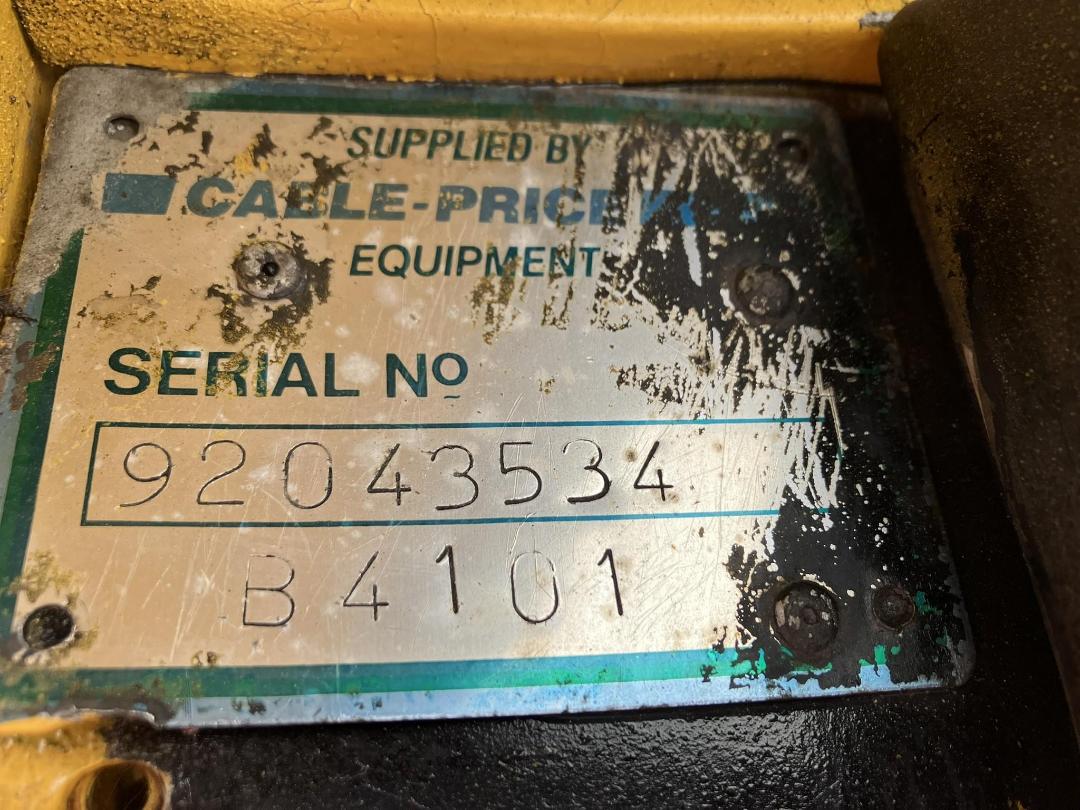 SUPPLIED BY
CABLE-PRICE
EQUIPMENT
SERIAL Nº
92043534
B4101